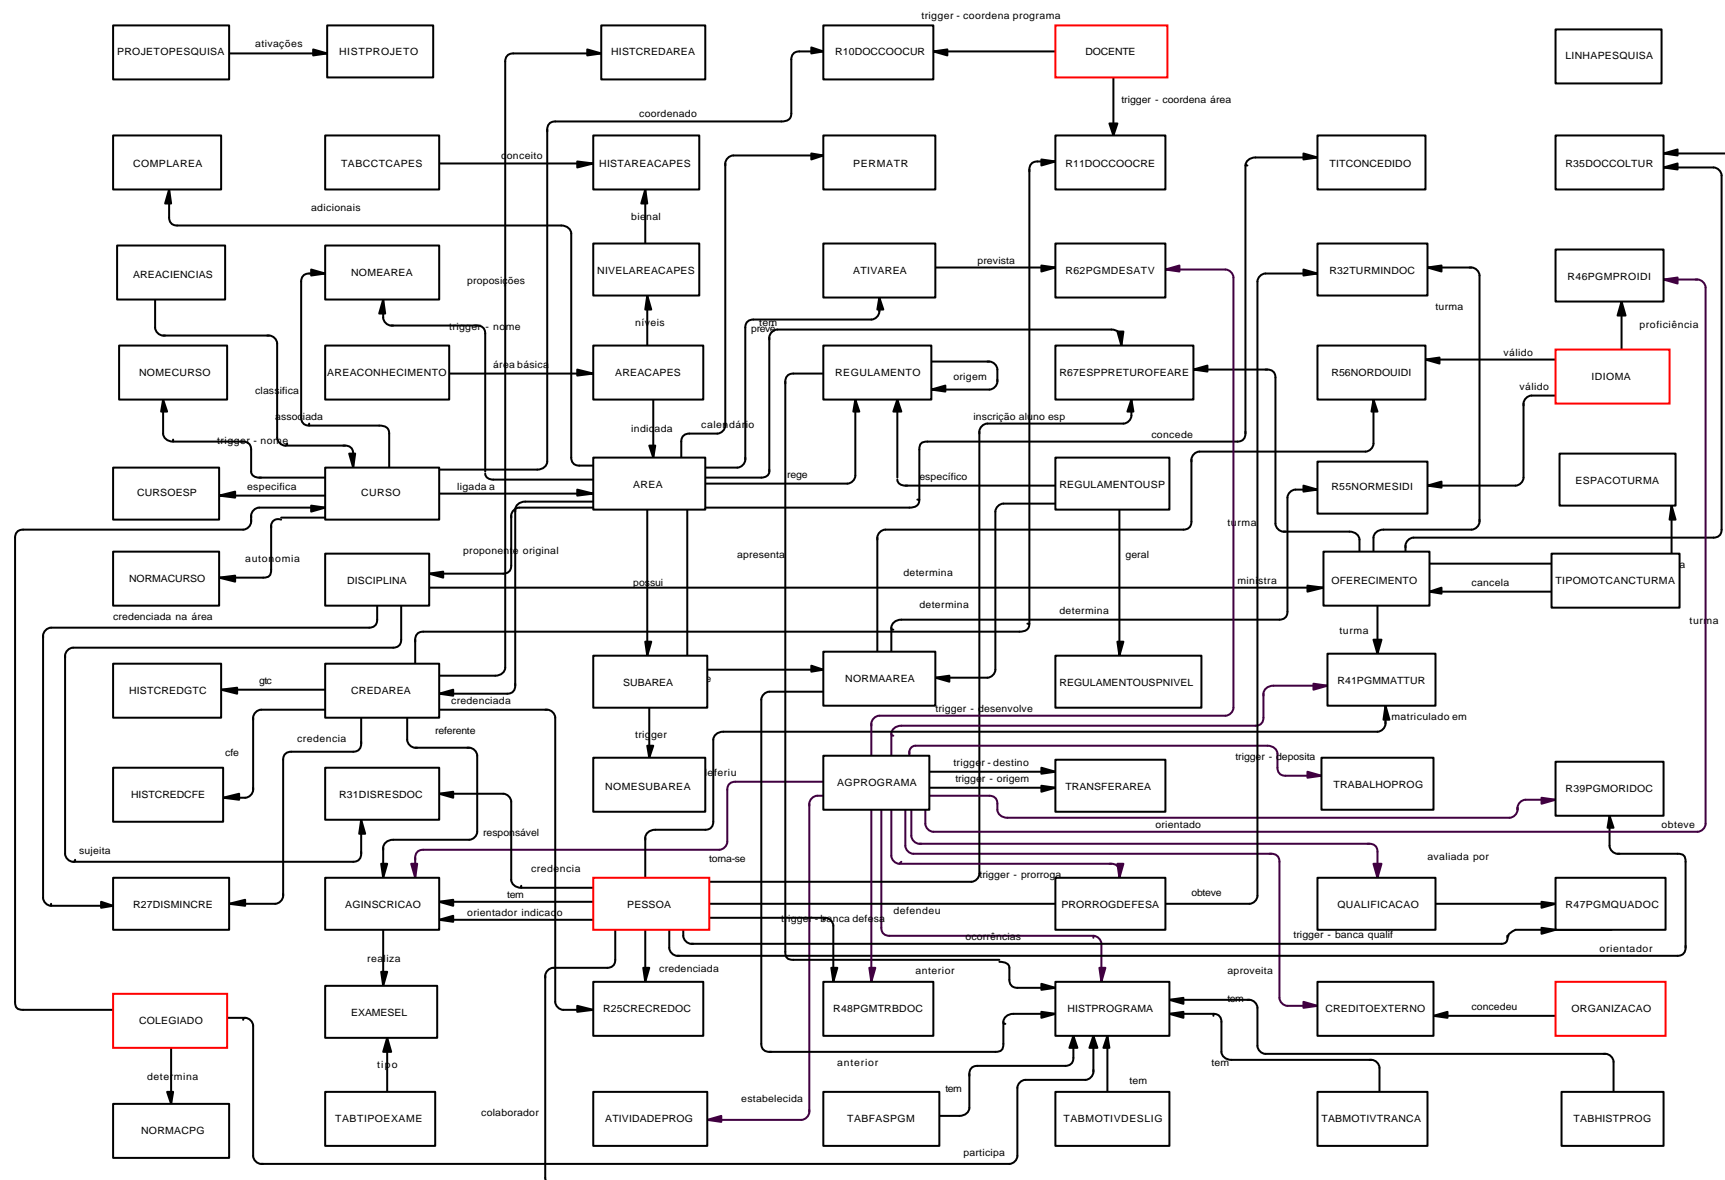 trigger - coordena programa
PROJETOPESQUISA
ativações
HISTPROJETO
HISTCREDAREA
R10DOCCOOCUR
DOCENTE
LINHAPESQUISA
trigger - coordena área
coordenado
COMPLAREA
TABCCTCAPES
conceito
HISTAREACAPES
PERMATR
R11DOCCOOCRE
TITCONCEDIDO
R35DOCCOLTUR
adicionais
bienal
AREACIENCIAS
NOMEAREA
proposições
NIVELAREACAPES
ATIVAREA
prevista
R62PGMDESATV
R32TURMINDOC
R46PGMPROIDI
turma
trigger - nome
níveis
tem
prevê
proficiência
NOMECURSO
AREACONHECIMENTO
área básica
AREACAPES
REGULAMENTO
origem
R67ESPPRETUROFEARE
R56NORDOUIDI
válido
IDIOMA
classifica
válido
associada
indicada
calendário
inscrição aluno esp
trigger - nome
concede
CURSOESP
especifica
CURSO
ligada a
AREA
rege
específico
REGULAMENTOUSP
R55NORMESIDI
ESPACOTURMA
turma
autonomia
proponente original
apresenta
geral
NORMACURSO
DISCIPLINA
possui
determina
ministra
OFERECIMENTO
cancela
TIPOMOTCANCTURMA
a
credenciada na área
determina
determina
turma
turma
HISTCREDGTC
gtc
CREDAREA
credenciada
SUBAREA
e
NORMAAREA
REGULAMENTOUSPNIVEL
R41PGMMATTUR
trigger - desenvolve
matriculado em
referente
credencia
cfe
trigger
trigger - destino
trigger - deposita
eferiu
HISTCREDCFE
R31DISRESDOC
NOMESUBAREA
AGPROGRAMA
trigger - origem
TRANSFERAREA
TRABALHOPROG
R39PGMORIDOC
responsável
orientado
obteve
sujeita
toma-se
credencia
avaliada por
trigger - prorroga
R27DISMINCRE
AGINSCRICAO
tem
orientador indicado
PESSOA
defendeu
PRORROGDEFESA
obteve
QUALIFICACAO
R47PGMQUADOC
trigger - banca defesa
ocorrências
trigger - banca qualif
orientador
realiza
credenciada
anterior
aproveita
COLEGIADO
EXAMESEL
R25CRECREDOC
R48PGMTRBDOC
HISTPROGRAMA
tem
CREDITOEXTERNO
concedeu
ORGANIZACAO
determina
tipo
anterior
tem
tem
tem
NORMACPG
TABTIPOEXAME
colaborador
ATIVIDADEPROG
estabelecida
TABFASPGM
TABMOTIVDESLIG
TABMOTIVTRANCA
TABHISTPROG
participa